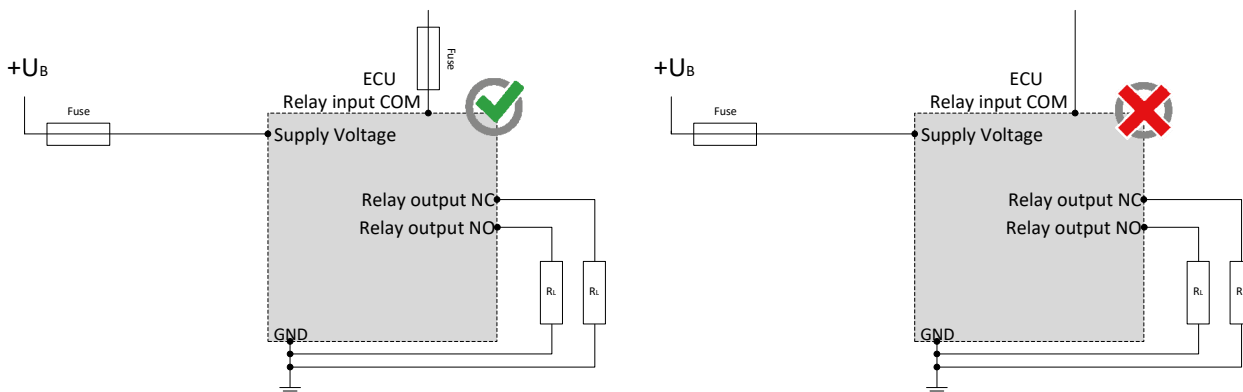 Fuse
+UB
ECU
Relay input COM
Fuse
Supply Voltage
Relay output NC
Relay output NO
RL
RL
GND
+UB
ECU
Relay input COM
Fuse
Supply Voltage
Relay output NC
Relay output NO
RL
R
GND